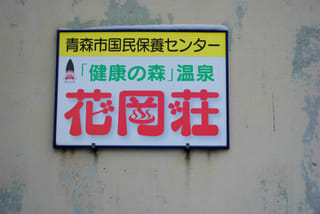 青森市国民保養センター
「健康の森」温泉
花岡荘